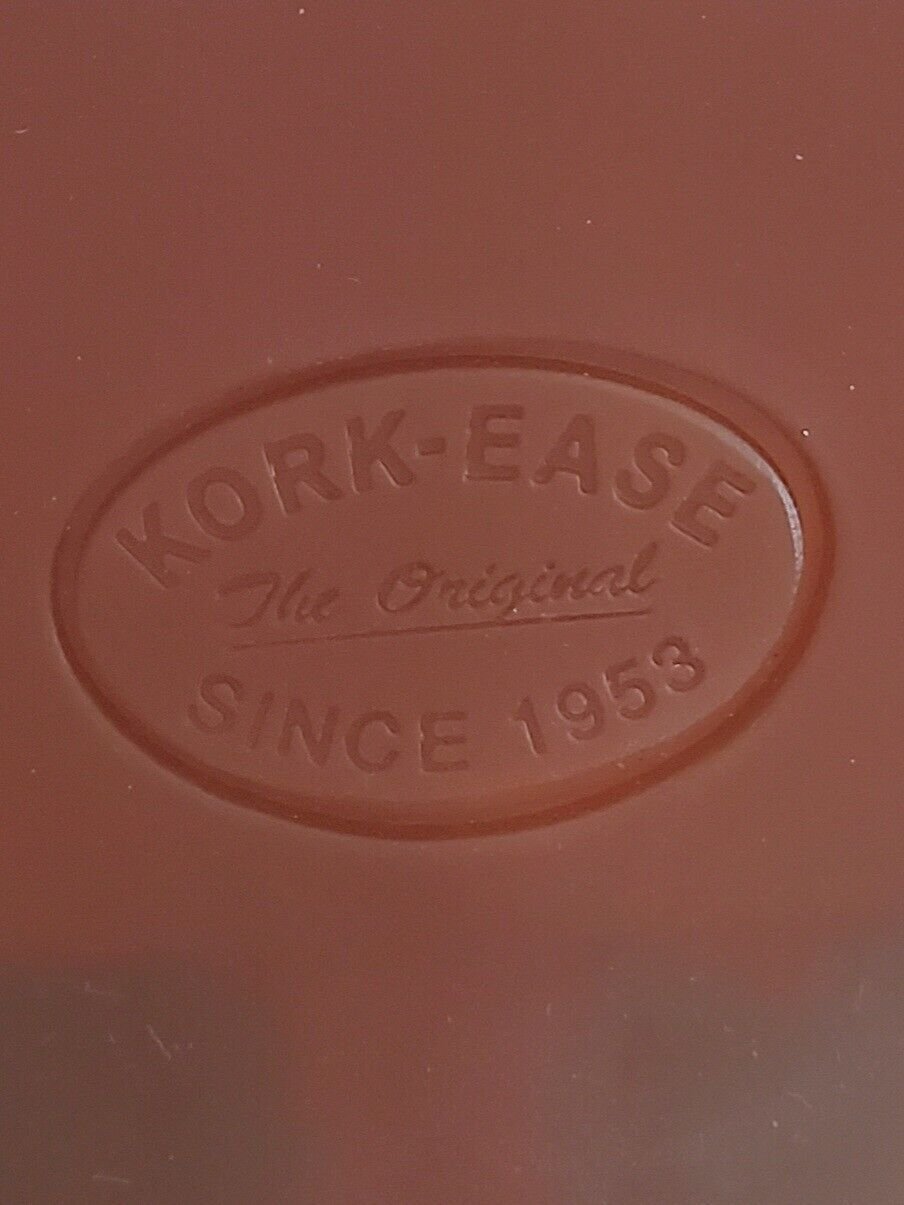 KORK-EASE
The Original
SINCE 1953